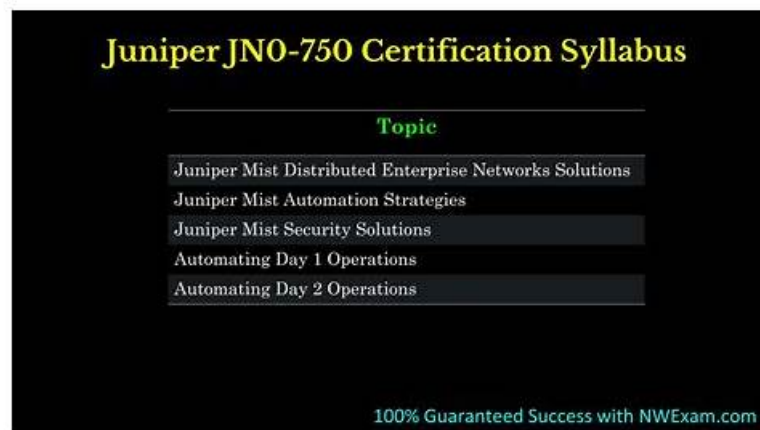 Juniper JN0-750 Certification Syllabus
Topic
Juniper Mist Distributed Enterprise Networks Solutions
Juniper Mist Automation Strategies
Juniper Mist Security Solutions
Automating Day 1 Operations
Automating Day 2 Operations
100% Guaranteed Success with NWExam.com